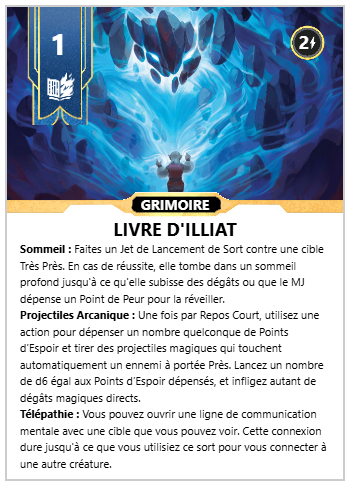 1
2
GRIMOIRE
LIVRE D'ILLIAT
Sommeil : Faites un Jet de Lancement de Sort contre une cible
Très Près. En cas de réussite, elle tombe dans un sommeil
profond jusqu'à ce qu'elle subisse des dégâts ou que le MJ
dépense un Point de Peur pour la réveiller.
Projectiles Arcanique : Une fois par Repos Court, utilisez une
action pour dépenser un nombre quelconque de Points
d'Espoir et tirer des projectiles magiques qui touchent
automatiquement un ennemi à portée Près. Lancez un nombre
de d6 égal aux Points d'Espoir dépensés, et infligez autant de
dégâts magiques directs.
Télépathie : Vous pouvez ouvrir une ligne de communication
mentale avec une cible que vous pouvez voir. Cette connexion
dure jusqu'à ce que vous utilisiez ce sort pour vous connecter à
une autre créature.